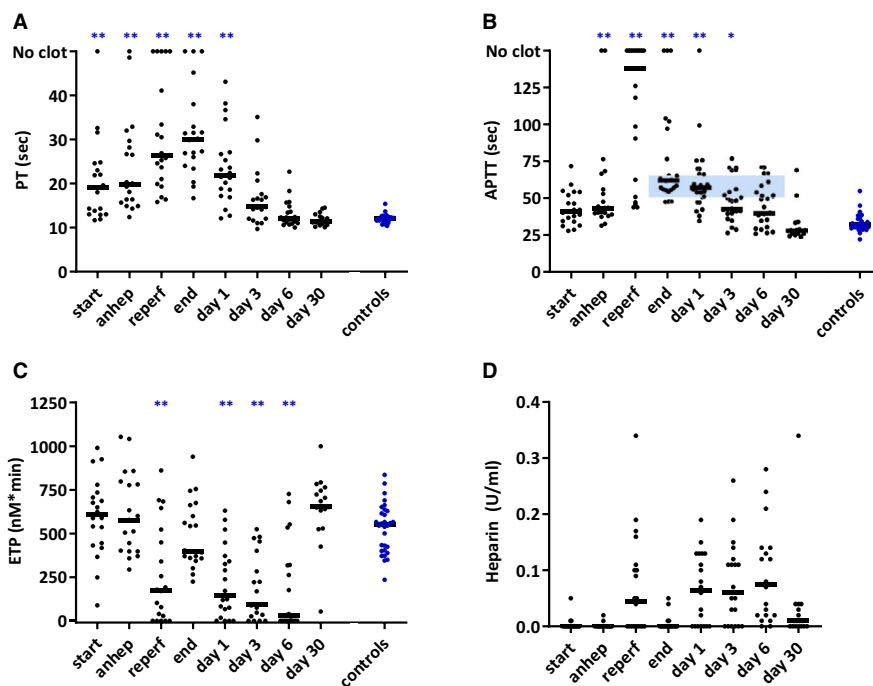 A
** ** ** ** **
No clot
40
30
20
10
0
PT (sec)
start anhep reperf end day 1 day 3 day 6 day 30 controls
B
** ** ** ** *
No clot
125
100
75
50
25
0
APTT (sec)
start anhep reperf end day 1 day 3 day 6 day 30 controls
C
** ** ** **
1250
1000
750
500
250
0
ETP (nM*min)
start anhep reperf end day 1 day 3 day 6 day 30 controls
D
0.4
0.3
0.2
0.1
0.0
Heparin (U/ml)
start anhep reperf end day 1 day 3 day 6 day 30